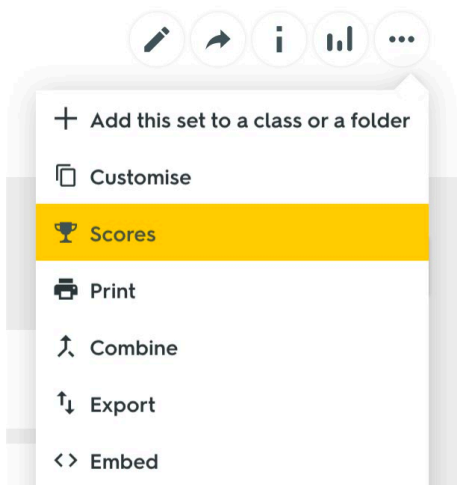 Add this set to a class or a folder
Customise
Scores
Print
Combine
Export
Embed